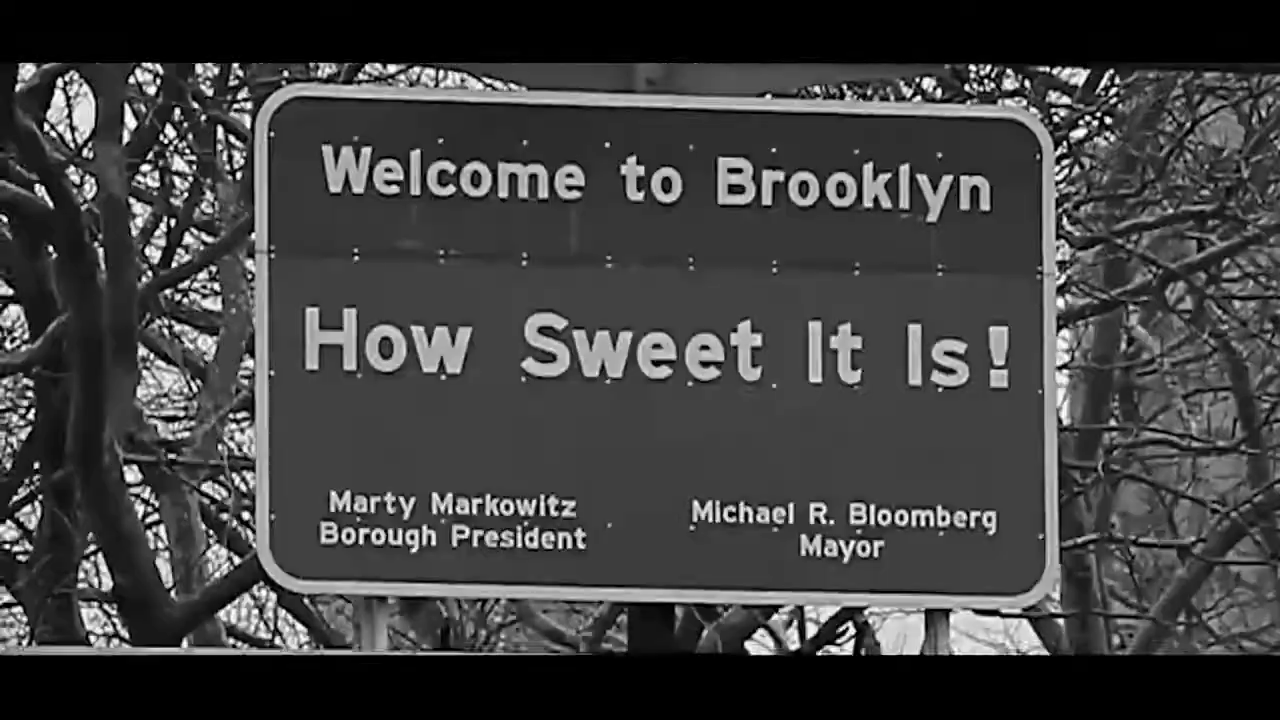 Welcome to Brooklyn
How Sweet It Is!
Marty Markowitz
Borough President
Michael R. Bloomberg
Mayor